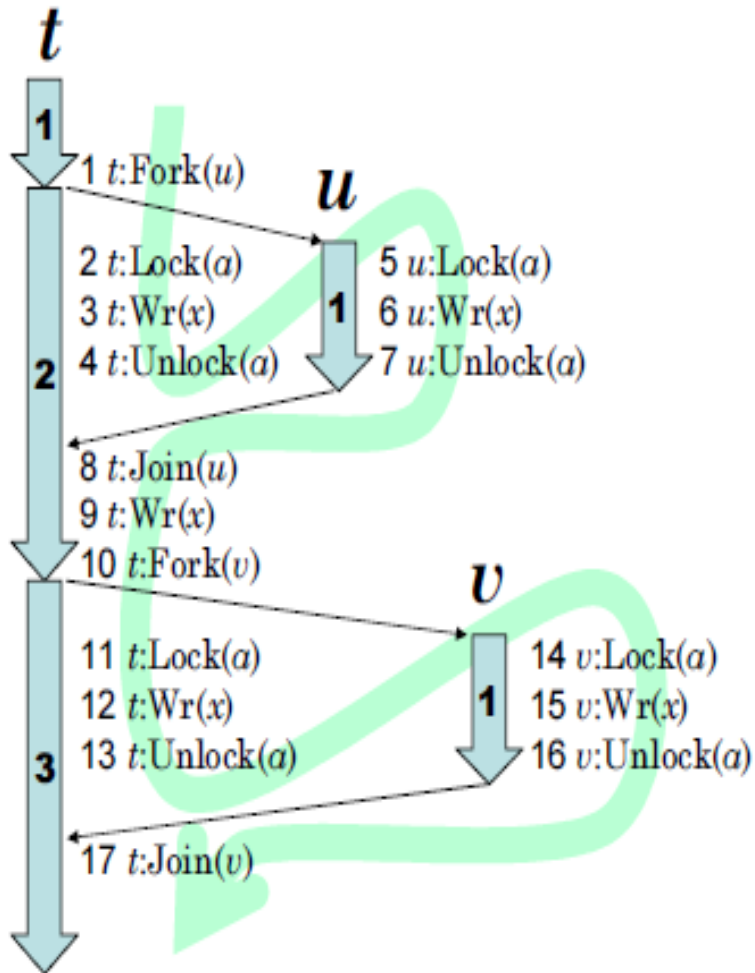 t
1
1 t:Fork(u)
u
2 t:Lock(a)
3 t:Wr(x)
4 t:Unlock(a)
1
5 u:Lock(a)
6 u:Wr(x)
7 u:Unlock(a)
2
8 t:Join(u)
9 t:Wr(x)
10 t:Fork(v)
v
11 t:Lock(a)
12 t:Wr(x)
13 t:Unlock(a)
1
14 v:Lock(a)
15 v:Wr(x)
16 v:Unlock(a)
3
17 t:Join(v)